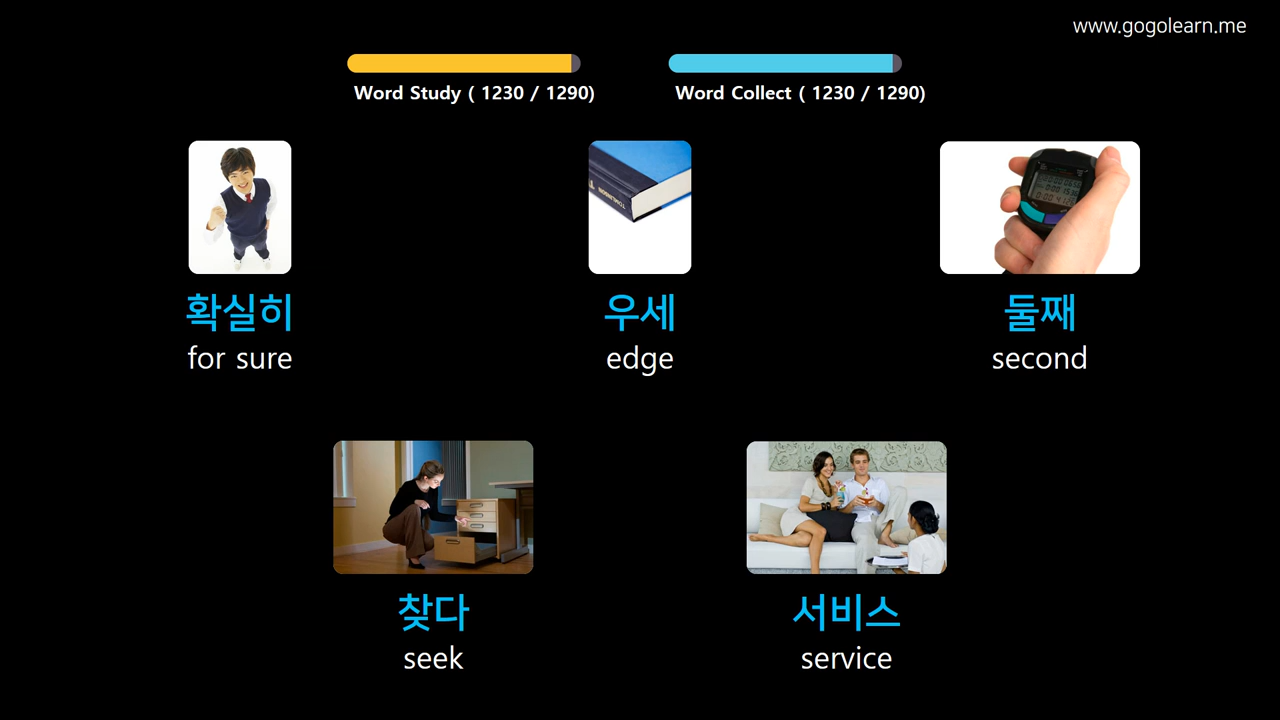 www.gogolearn.me
Word Study ( 1230 / 1290)
Word Collect ( 1230 / 1290)
TOMLINSON
확실히
for sure
우세
edge
둘째
second
찾다
seek
서비스
service